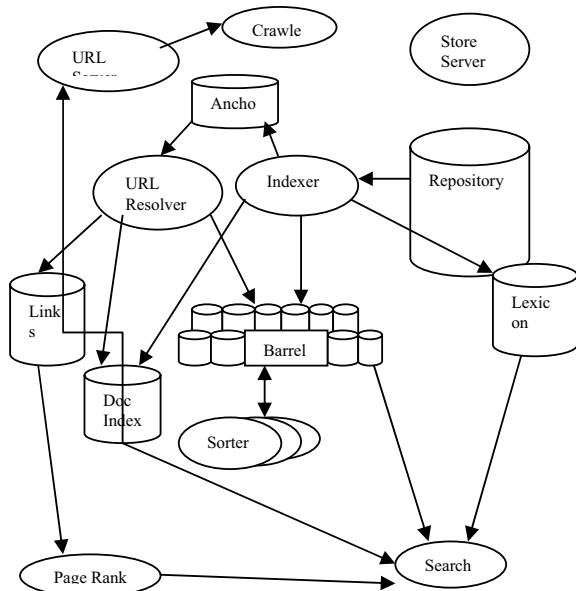 Crawle
URL
Store
Server
Ancho
URL
Resolver
Indexer
Repository
Link
s
Lexic
on
Barrel
Doc
Index
Sorter
Search
Page Rank